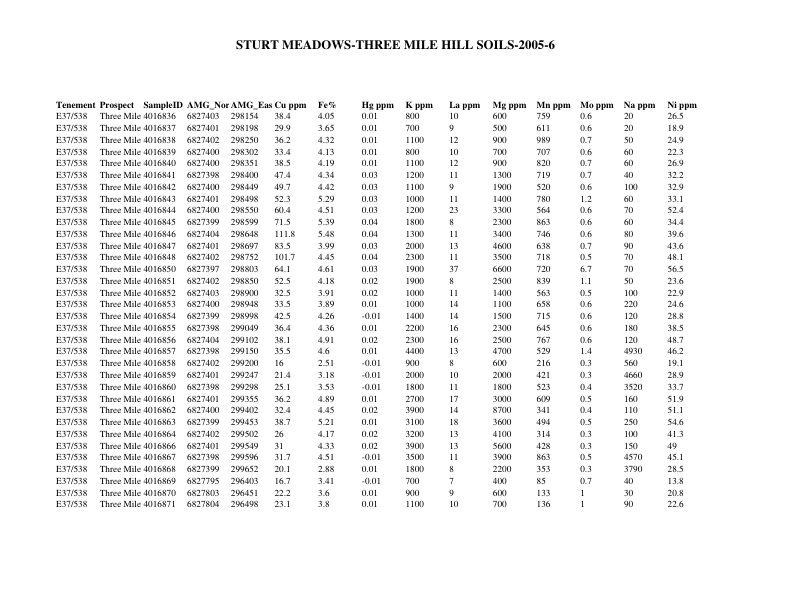 STURT MEADOWS-THREE MILE HILL SOILS-2005-6
Tenement Prospect SampleID AMG_Nor AMG_Eas Cu ppm Fe% Hg ppm K ppm La ppm Mg ppm Mn ppm Mo ppm Na ppm Ni ppm
E37/538 Three Mile 4016836 6827403 298154 38.4 4.05 0.01 800 10 600 759 0.6 20 26.5
E37/538 Three Mile 4016837 6827401 298198 29.9 3.65 0.01 700 9 500 611 0.6 20 18.9
E37/538 Three Mile 4016838 6827402 298250 36.2 4.32 0.01 1100 12 900 989 0.7 50 24.9
E37/538 Three Mile 4016839 6827400 298302 33.4 4.13 0.01 800 10 700 707 0.6 60 22.3
E37/538 Three Mile 4016840 6827400 298351 38.5 4.19 0.01 1100 12 900 820 0.7 60 26.9
E37/538 Three Mile 4016841 6827398 298400 47.4 4.34 0.03 1200 11 1300 719 0.7 40 32.2
E37/538 Three Mile 4016842 6827400 298449 49.7 4.42 0.03 1100 9 1900 520 0.6 100 32.9
E37/538 Three Mile 4016843 6827401 298498 52.3 5.29 0.03 1000 11 1400 780 1.2 60 33.1
E37/538 Three Mile 4016844 6827400 298550 60.4 4.51 0.03 1200 23 3300 564 0.6 70 52.4
E37/538 Three Mile 4016845 6827399 298599 71.5 5.39 0.04 1800 8 2300 863 0.6 60 34.4
E37/538 Three Mile 4016846 6827404 298648 111.8 5.48 0.04 1300 11 3400 746 0.6 80 39.6
E37/538 Three Mile 4016847 6827401 298697 83.5 3.99 0.03 2000 13 4600 638 0.7 90 43.6
E37/538 Three Mile 4016848 6827402 298752 101.7 4.45 0.04 2300 11 3500 718 0.5 70 48.1
E37/538 Three Mile 4016850 6827397 298803 64.1 4.61 0.03 1900 37 6600 720 6.7 70 56.5
E37/538 Three Mile 4016851 6827402 298850 52.5 4.18 0.02 1900 8 2500 839 1.1 50 23.6
E37/538 Three Mile 4016852 6827403 298900 32.5 3.91 0.02 1000 11 1400 563 0.5 100 22.9
E37/538 Three Mile 4016853 6827400 298948 33.5 3.89 0.01 1000 14 1100 658 0.6 220 24.6
E37/538 Three Mile 4016854 6827399 298998 42.5 4.26 -0.01 1400 14 1500 715 0.6 120 28.8
E37/538 Three Mile 4016855 6827398 299049 36.4 4.36 0.01 2200 16 2300 645 0.6 180 38.5
E37/538 Three Mile 4016856 6827404 299102 38.1 4.91 0.02 2300 16 2500 767 0.6 120 48.7
E37/538 Three Mile 4016857 6827398 299150 35.5 4.6 0.01 4400 13 4700 529 1.4 4930 46.2
E37/538 Three Mile 4016858 6827402 299200 16 2.51 -0.01 900 8 600 216 0.3 560 19.1
E37/538 Three Mile 4016859 6827401 299247 21.4 3.18 -0.01 2000 10 2000 421 0.3 4660 28.9
E37/538 Three Mile 4016860 6827398 299298 25.1 3.53 -0.01 1800 11 1800 523 0.4 3520 33.7
E37/538 Three Mile 4016861 6827401 299355 36.2 4.89 0.01 2700 17 3000 609 0.5 160 51.9
E37/538 Three Mile 4016862 6827400 299402 32.4 4.45 0.02 3900 14 8700 341 0.4 110 51.1
E37/538 Three Mile 4016863 6827399 299453 38.7 5.21 0.01 3100 18 3600 494 0.5 250 54.6
E37/538 Three Mile 4016864 6827402 299502 26 4.17 0.02 3200 13 4100 314 0.3 100 41.3
E37/538 Three Mile 4016866 6827401 299549 31 4.33 0.02 3900 13 5600 428 0.3 150 49
E37/538 Three Mile 4016867 6827398 299596 31.7 4.51 -0.01 3500 11 3900 863 0.5 4570 45.1
E37/538 Three Mile 4016868 6827399 299652 20.1 2.88 0.01 1800 8 2200 353 0.3 3790 28.5
E37/538 Three Mile 4016869 6827795 296403 16.7 3.41 -0.01 700 7 400 85 0.7 40 13.8
E37/538 Three Mile 4016870 6827803 296451 22.2 3.6 0.01 900 9 600 133 1 30 20.8
E37/538 Three Mile 4016871 6827804 296498 23.1 3.8 0.01 1100 10 700 136 1 90 22.6